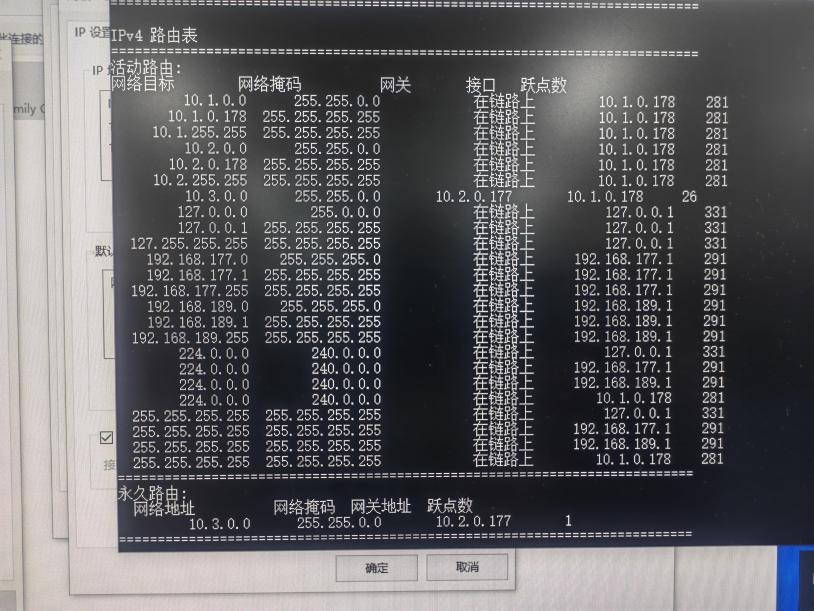 些连接的
IP 设置
IP
mily C
默认
接
======================================================================
IPv4 路由表
======================================================================
活动路由:
网络目标 网络掩码 网关 接口 跃点数
10.1.0.0 255.255.0.0 在链路上 10.1.0.178 281
10.1.0.178 255.255.255.255 在链路上 10.1.0.178 281
10.1.255.255 255.255.255.255 在链路上 10.1.0.178 281
10.2.0.0 255.255.0.0 在链路上 10.1.0.178 281
10.2.0.178 255.255.255.255 在链路上 10.1.0.178 281
10.2.255.255 255.255.255.255 在链路上 10.1.0.178 281
10.3.0.0 255.255.0.0 10.2.0.177 10.1.0.178 26
127.0.0.0 255.0.0.0 在链路上 127.0.0.1 331
127.0.0.1 255.255.255.255 在链路上 127.0.0.1 331
127.255.255.255 255.255.255.255 在链路上 127.0.0.1 331
192.168.177.0 255.255.255.0 在链路上 192.168.177.1 291
192.168.177.1 255.255.255.255 在链路上 192.168.177.1 291
192.168.177.255 255.255.255.255 在链路上 192.168.177.1 291
192.168.189.0 255.255.255.0 在链路上 192.168.189.1 291
192.168.189.1 255.255.255.255 在链路上 192.168.189.1 291
192.168.189.255 255.255.255.255 在链路上 192.168.189.1 291
224.0.0.0 240.0.0.0 在链路上 127.0.0.1 331
224.0.0.0 240.0.0.0 在链路上 192.168.177.1 291
224.0.0.0 240.0.0.0 在链路上 192.168.189.1 291
224.0.0.0 240.0.0.0 在链路上 10.1.0.178 281
255.255.255.255 255.255.255.255 在链路上 127.0.0.1 331
255.255.255.255 255.255.255.255 在链路上 192.168.177.1 291
255.255.255.255 255.255.255.255 在链路上 192.168.189.1 291
255.255.255.255 255.255.255.255 在链路上 10.1.0.178 281
======================================================================
永久路由:
网络地址 网络掩码 网关地址 跃点数
10.3.0.0 255.255.0.0 10.2.0.177 1
======================================================================
确定 取消